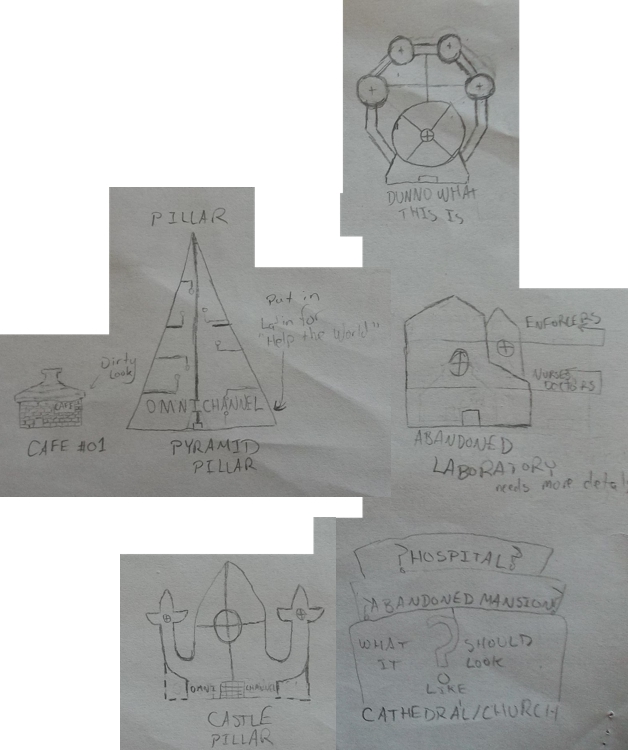 DUNNO WHAT
THIS IS
PILLAR
Put in
Latin for
"Help the World"
OMNICHANNEL
PYRAMID
PILLAR
Dirty
Look
CAFE
CAFE #01
ENFORCERS
NURSES
DOCTORS
ABANDONED
LABORATORY
needs more detail
OMNI CHANNEL
CASTLE
PILLAR
?HOSPITAL?
?ABANDONED MANSION?
WHAT ? SHOULD
IT LOOK
LIKE
CATHEDRAL/CHURCH